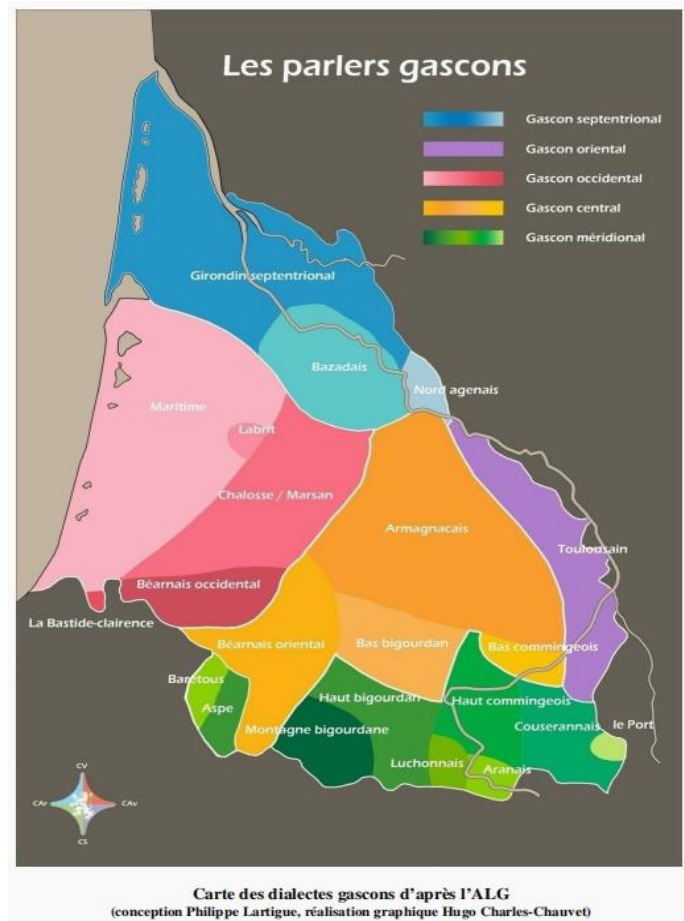 Les parlers gascons
Gascon septentrional
Gascon oriental
Gascon occidental
Gascon central
Gascon méridional
Girondin septentrional
Bazadais
Nord agenais
Maritime
Labrit
Chalosse / Marsan
Armagnacais
Toulousain
Béarnais occidental
La Bastide-clairence
Béarnais oriental
Bas bigourdan
Bas commingeois
Baretous
Aspe
Haut bigourdan
Haut commingeois
Montagne bigourdane
Couserannais
le Port
Luchonnais
Aranais
CV
CAr
CAv
CS
Carte des dialectes gascons d'après l'ALG
(conception Philippe Lartigue, réalisation graphique Hugo Charles-Chauvet)